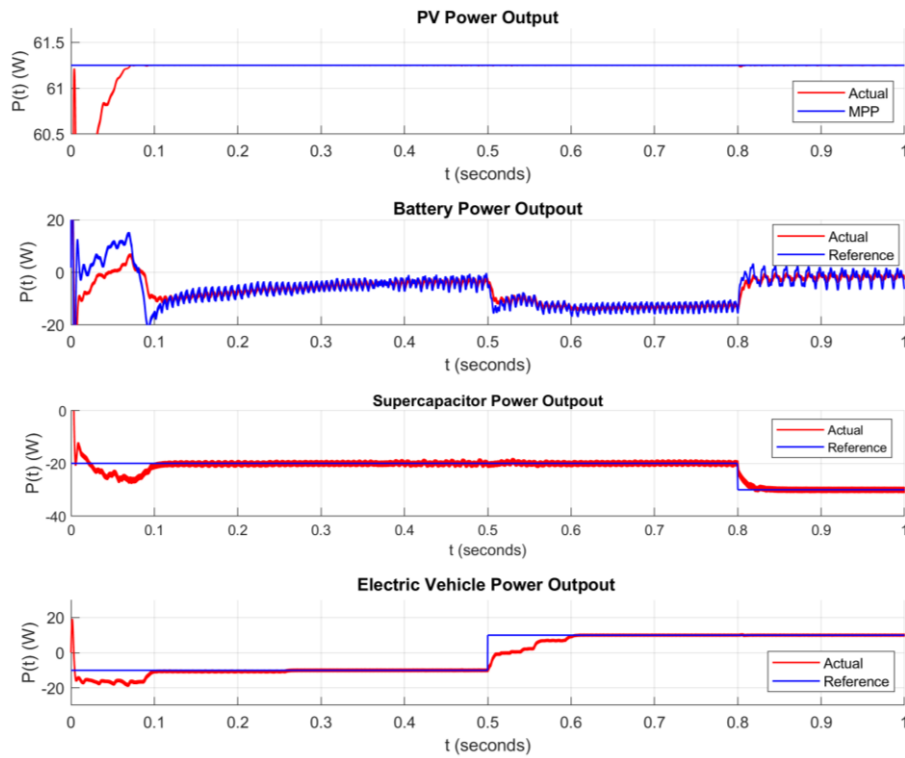 PV Power Output
61.5
61
60.5
P(t) (W)
Actual
MPP
0 0.1 0.2 0.3 0.4 0.5 0.6 0.7 0.8 0.9 1
t (seconds)
Battery Power Outpout
20
0
-20
P(t) (W)
Actual
Reference
0 0.1 0.2 0.3 0.4 0.5 0.6 0.7 0.8 0.9 1
t (seconds)
Supercapacitor Power Outpout
0
-20
-40
P(t) (W)
Actual
Reference
0 0.1 0.2 0.3 0.4 0.5 0.6 0.7 0.8 0.9 1
t (seconds)
Electric Vehicle Power Outpout
20
0
-20
P(t) (W)
Actual
Reference
0 0.1 0.2 0.3 0.4 0.5 0.6 0.7 0.8 0.9 1
t (seconds)